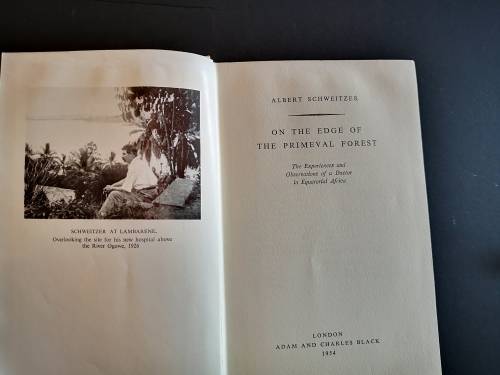 SCHWEITZER AT LAMBARENE.
Overlooking the site for his new hospital above
the River Ogowe, 1926
ALBERT SCHWEITZER
ON THE EDGE OF
THE PRIMEVAL FOREST
The Experiences and
Observations of a Doctor
in Equatorial Africa
LONDON
ADAM AND CHARLES BLACK
1954